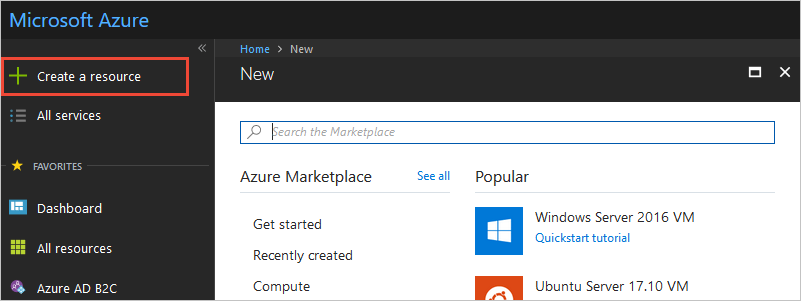 Microsoft Azure
«
Create a resource
All services
FAVORITES
Dashboard
All resources
Azure AD B2C
Home > New
New
Search the Marketplace
Azure Marketplace See all
Get started
Recently created
Compute
Popular
Windows Server 2016 VM
Quickstart tutorial
Ubuntu Server 17.10 VM